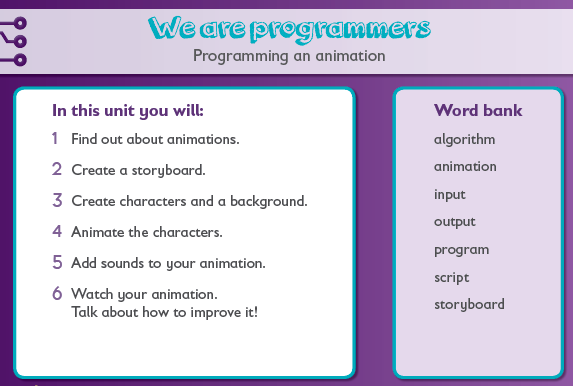 We are programmers
Programming an animation
In this unit you will:
1 Find out about animations.
2 Create a storyboard.
3 Create characters and a background.
4 Animate the characters.
5 Add sounds to your animation.
6 Watch your animation.
Talk about how to improve it!
Word bank
algorithm
animation
input
output
program
script
storyboard